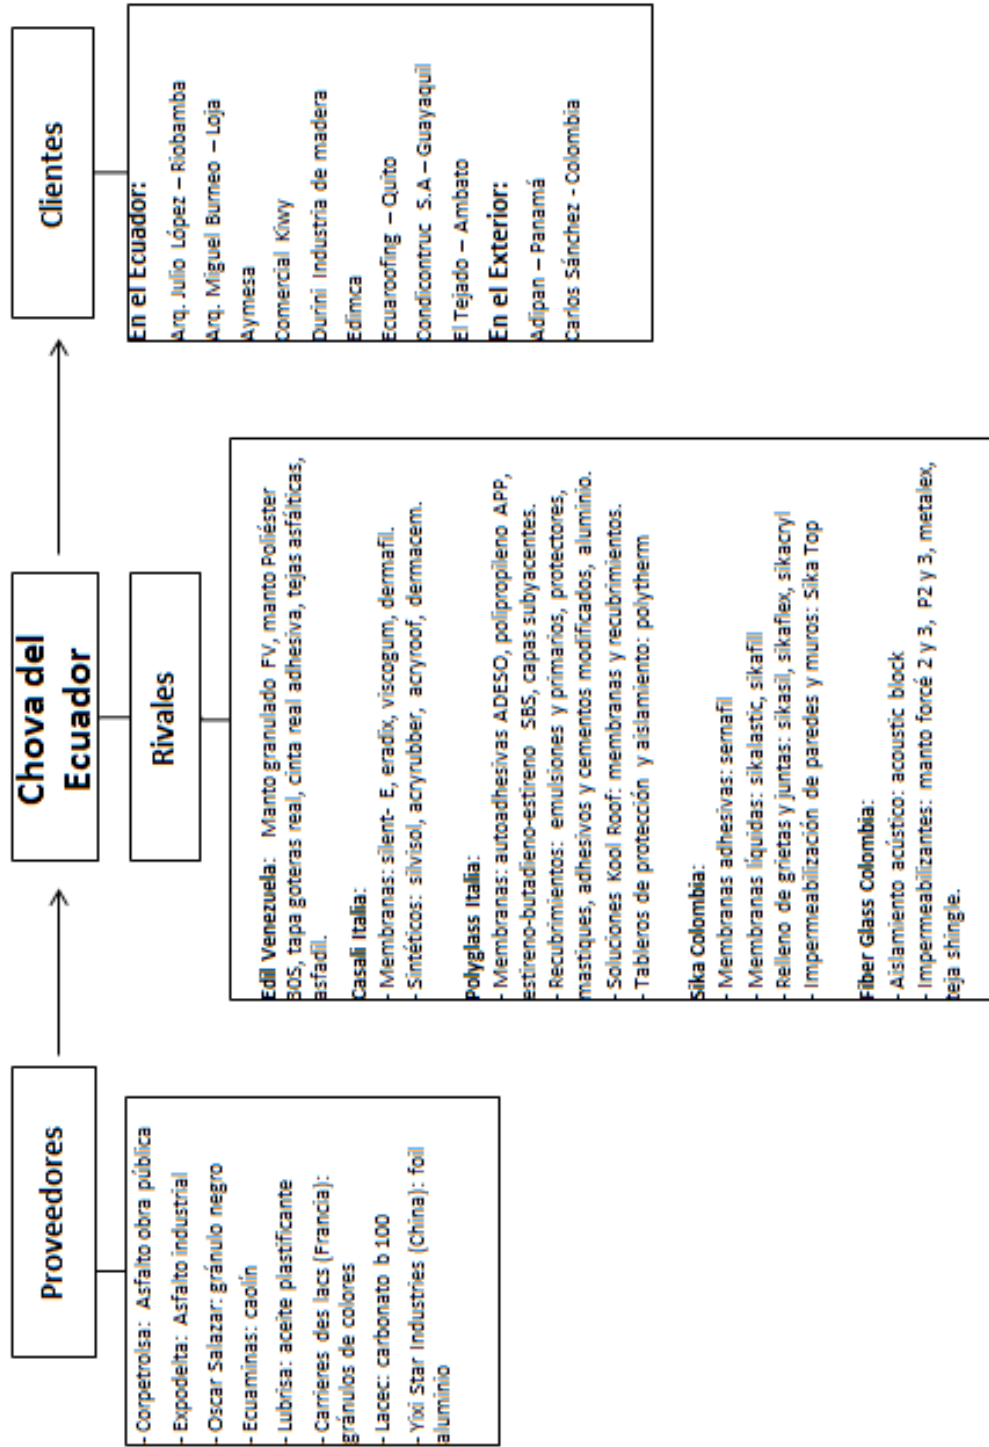 Proveedores
- Corpetrolsa: Asfalto obra pública
- Expodelta: Asfalto industrial
- Oscar Salazar: gránulo negro
- Ecuaminas: caolín
- Lubrisa: aceite plastificante
- Carrieres des lacs (Francia):
gránulos de colores
- Lacec: carbonato b 100
- Yixi Star Industries (China): foil
aluminio
Chova del
Ecuador
Rivales
Edil Venezuela: Manto granulado FV, manto Poliéster
BOS, tapa goteras real, cinta real adhesiva, tejas asfálticas,
asfadil.
Casali Italia:
- Membranas: silent- E, eradix, viscogum, dermafil.
- Sintéticos: silvisol, acryrubber, acryroof, dermacem.
Polyglass Italia:
- Membranas: autoadhesivas ADESO, polipropileno APP,
estireno-butadieno-estireno SBS, capas subyacentes.
- Recubrimientos: emulsiones y primarios, protectores,
mastiques, adhesivos y cementos modificados, aluminio.
- Soluciones Kool Roof: membranas y recubrimientos.
- Tableros de protección y aislamiento: polytherm
Sika Colombia:
- Membranas adhesivas: sernafil
- Membranas líquidas: sikalastic, sikafill
- Relleno de grietas y juntas: sikasil, sikaflex, sikacryl
- Impermeabilización de paredes y muros: Sika Top
Fiber Glass Colombia:
- Aislamiento acústico: acoustic block
- Impermeabilizantes: manto forcé 2 y 3, P2 y 3, metalex,
teja shingle.
Clientes
En el Ecuador:
Arq. Julio López – Riobamba
Arq. Miguel Burneo – Loja
Aymesa
Comercial Kiwy
Durini Industria de madera
Edimca
Ecuaroofing – Quito
Condicontruc S.A – Guayaquil
El Tejado – Ambato
En el Exterior:
Adipan – Panamá
Carlos Sánchez - Colombia